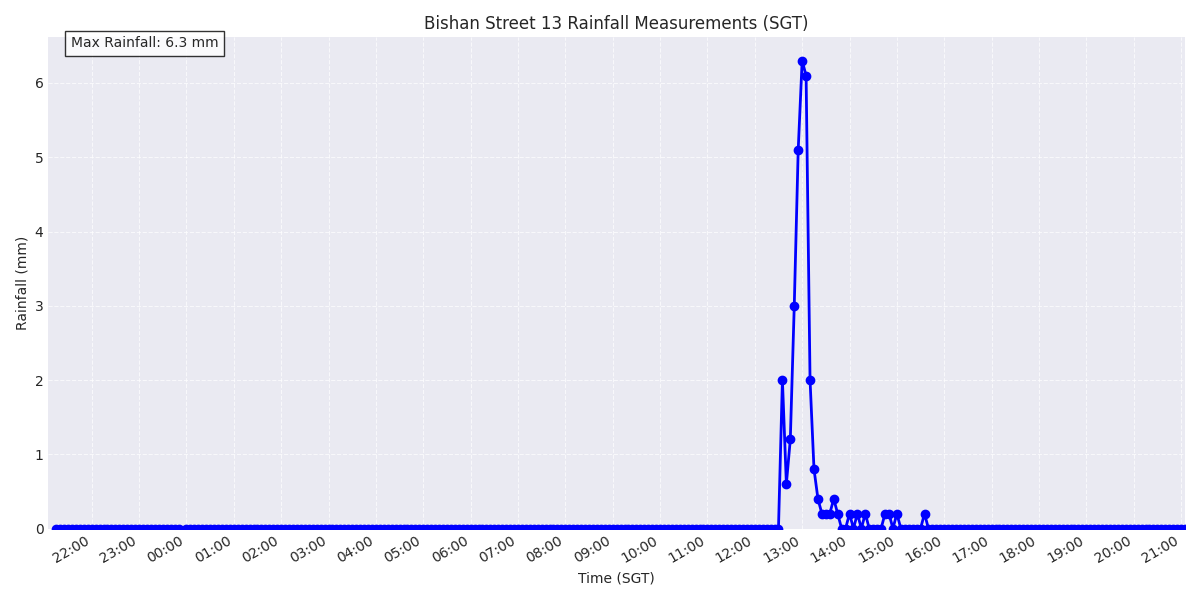 Bishan Street 13 Rainfall Measurements (SGT)
Max Rainfall: 6.3 mm
Rainfall (mm)
6
5
4
3
2
1
0
22:00 23:00 00:00 01:00 02:00 03:00 04:00 05:00 06:00 07:00 08:00 09:00 10:00 11:00 12:00 13:00 14:00 15:00 16:00 17:00 18:00 19:00 20:00 21:00
Time (SGT)